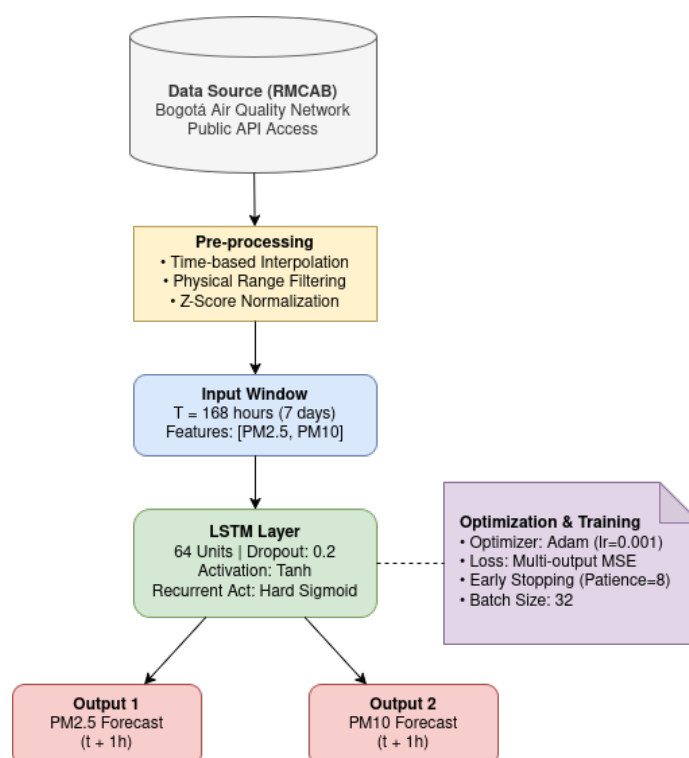 Data Source (RMCAB)
Bogotá Air Quality Network
Public API Access
Pre-processing
• Time-based Interpolation
• Physical Range Filtering
• Z-Score Normalization
Input Window
T = 168 hours (7 days)
Features: [PM2.5, PM10]
LSTM Layer
64 Units | Dropout: 0.2
Activation: Tanh
Recurrent Act: Hard Sigmoid
Optimization & Training
• Optimizer: Adam (lr=0.001)
• Loss: Multi-output MSE
• Early Stopping (Patience=8)
• Batch Size: 32
Output 1
PM2.5 Forecast
(t + 1h)
Output 2
PM10 Forecast
(t + 1h)